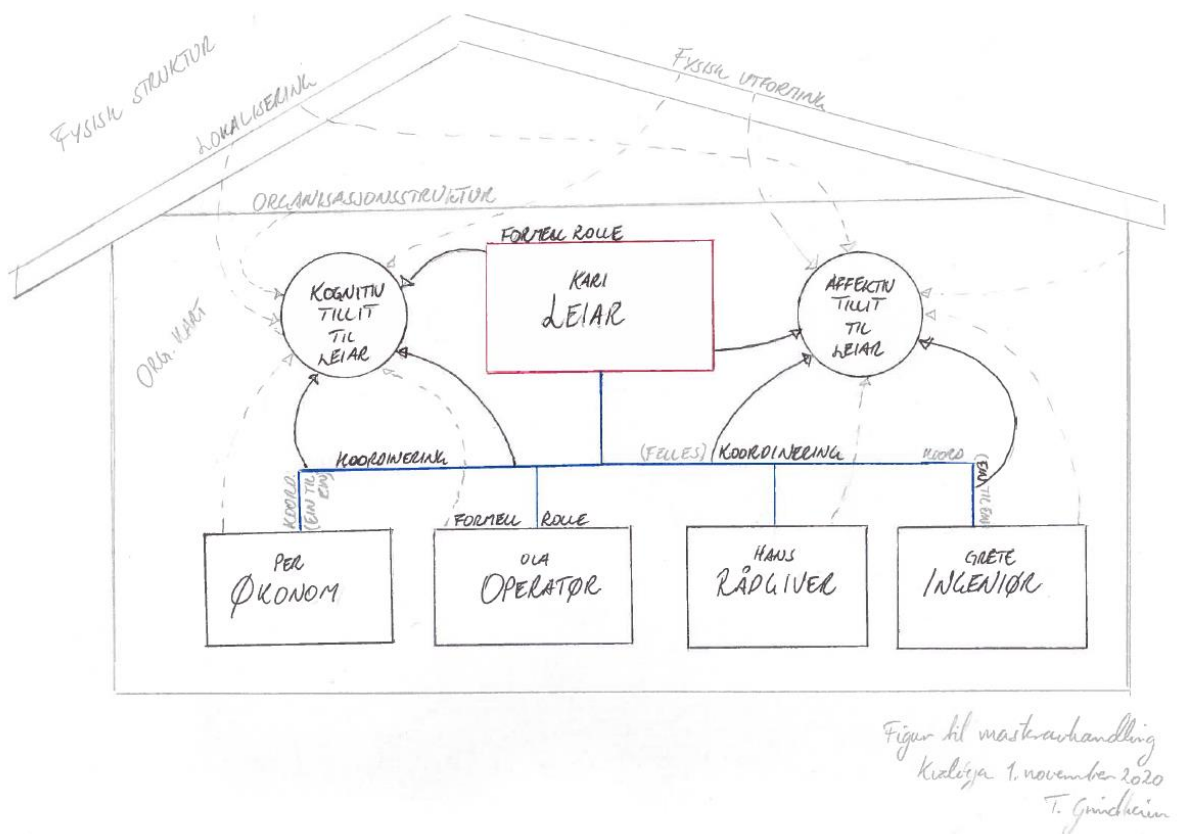 FYSISK STRUKTUR
LOKALISERING
FYSISK UTFORMING
ORGANISASJONSSTRUKTUR
ORG. KART
FORMELL ROLLE
KARI
LEIAR
KOGNITIV
TILLIT
TIL
LEIAR
AFFEKTIV
TILLIT
TIL
LEIAR
KOORDINERING
(FELLES) KOORDINERING
KOORD
(EIN TIL EIN)
KOORD.
(EIN TIL
EIN)
FORMELL ROLLE
PER
ØKONOM
OLA
OPERATØR
HANS
RÅDGIVER
GRETE
INGENIØR
Figur til masteravhandling
1. november 2020
T. Grindheim